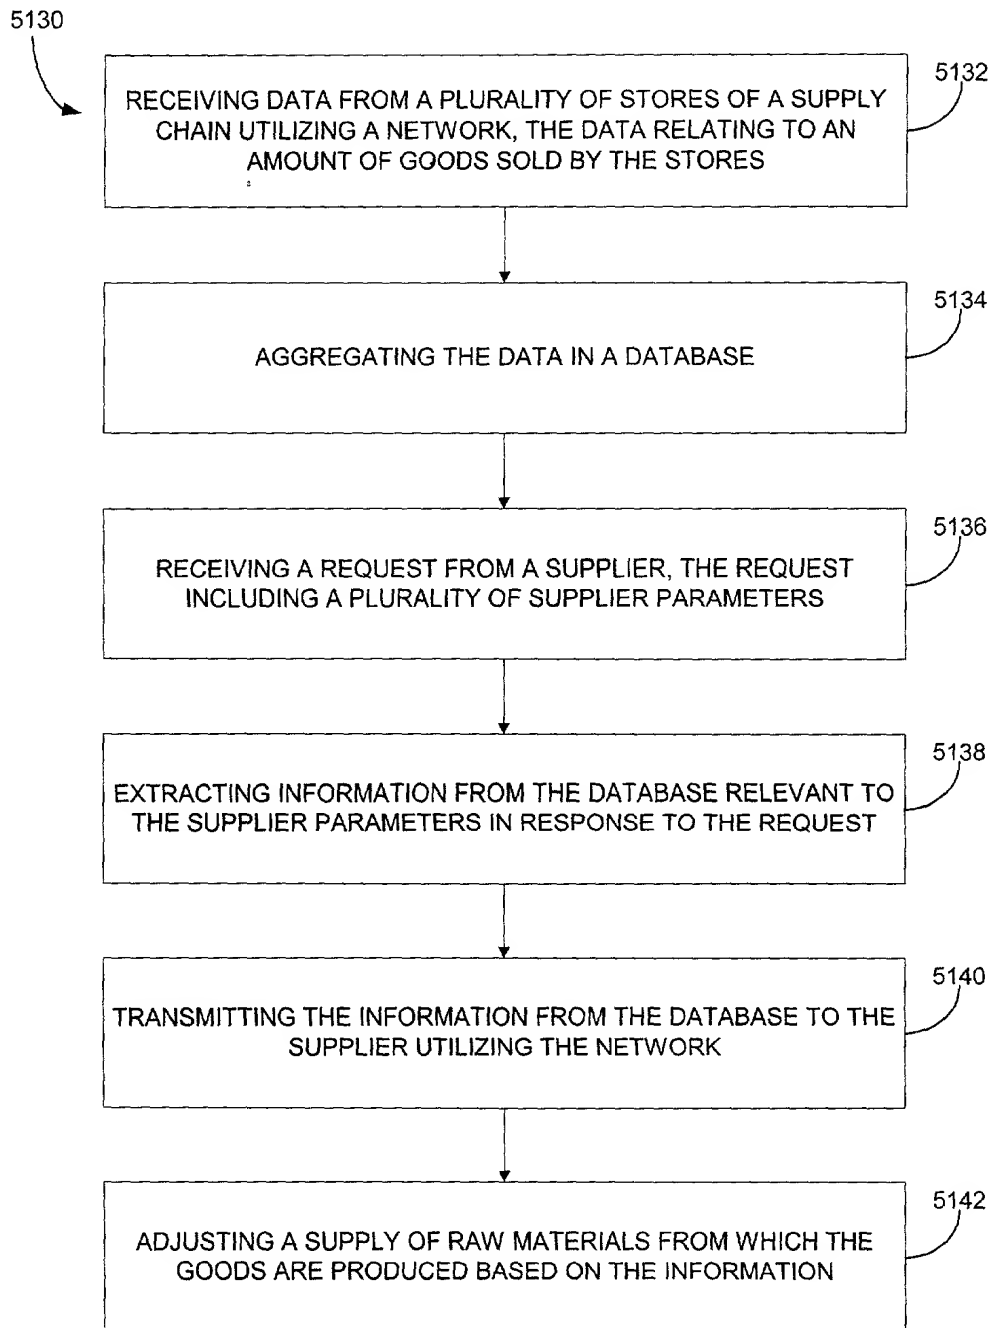 5130
5132
RECEIVING DATA FROM A PLURALITY OF STORES OF A SUPPLY
CHAIN UTILIZING A NETWORK, THE DATA RELATING TO AN
AMOUNT OF GOODS SOLD BY THE STORES
5134
AGGREGATING THE DATA IN A DATABASE
5136
RECEIVING A REQUEST FROM A SUPPLIER, THE REQUEST
INCLUDING A PLURALITY OF SUPPLIER PARAMETERS
5138
EXTRACTING INFORMATION FROM THE DATABASE RELEVANT TO
THE SUPPLIER PARAMETERS IN RESPONSE TO THE REQUEST
5140
TRANSMITTING THE INFORMATION FROM THE DATABASE TO THE
SUPPLIER UTILIZING THE NETWORK
5142
ADJUSTING A SUPPLY OF RAW MATERIALS FROM WHICH THE
GOODS ARE PRODUCED BASED ON THE INFORMATION